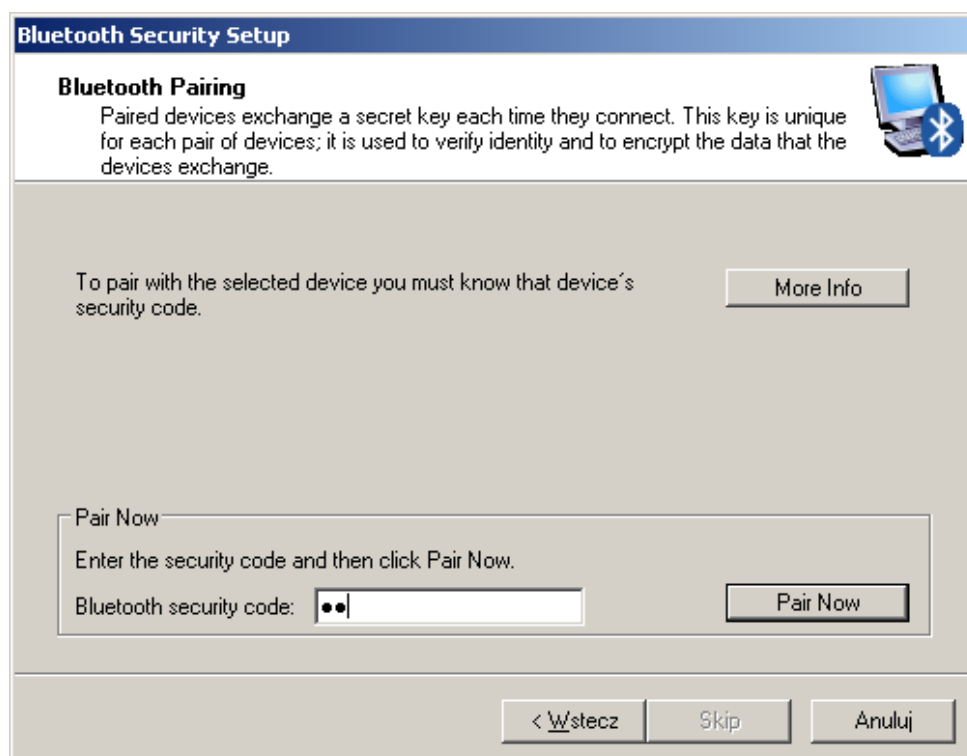 Bluetooth Security Setup
Bluetooth Pairing
Paired devices exchange a secret key each time they connect. This key is unique
for each pair of devices; it is used to verify identity and to encrypt the data that the
devices exchange.
To pair with the selected device you must know that device´s
security code.
More Info
Pair Now
Enter the security code and then click Pair Now.
Bluetooth security code: ●●
Pair Now
< Wstecz
Skip
Anuluj